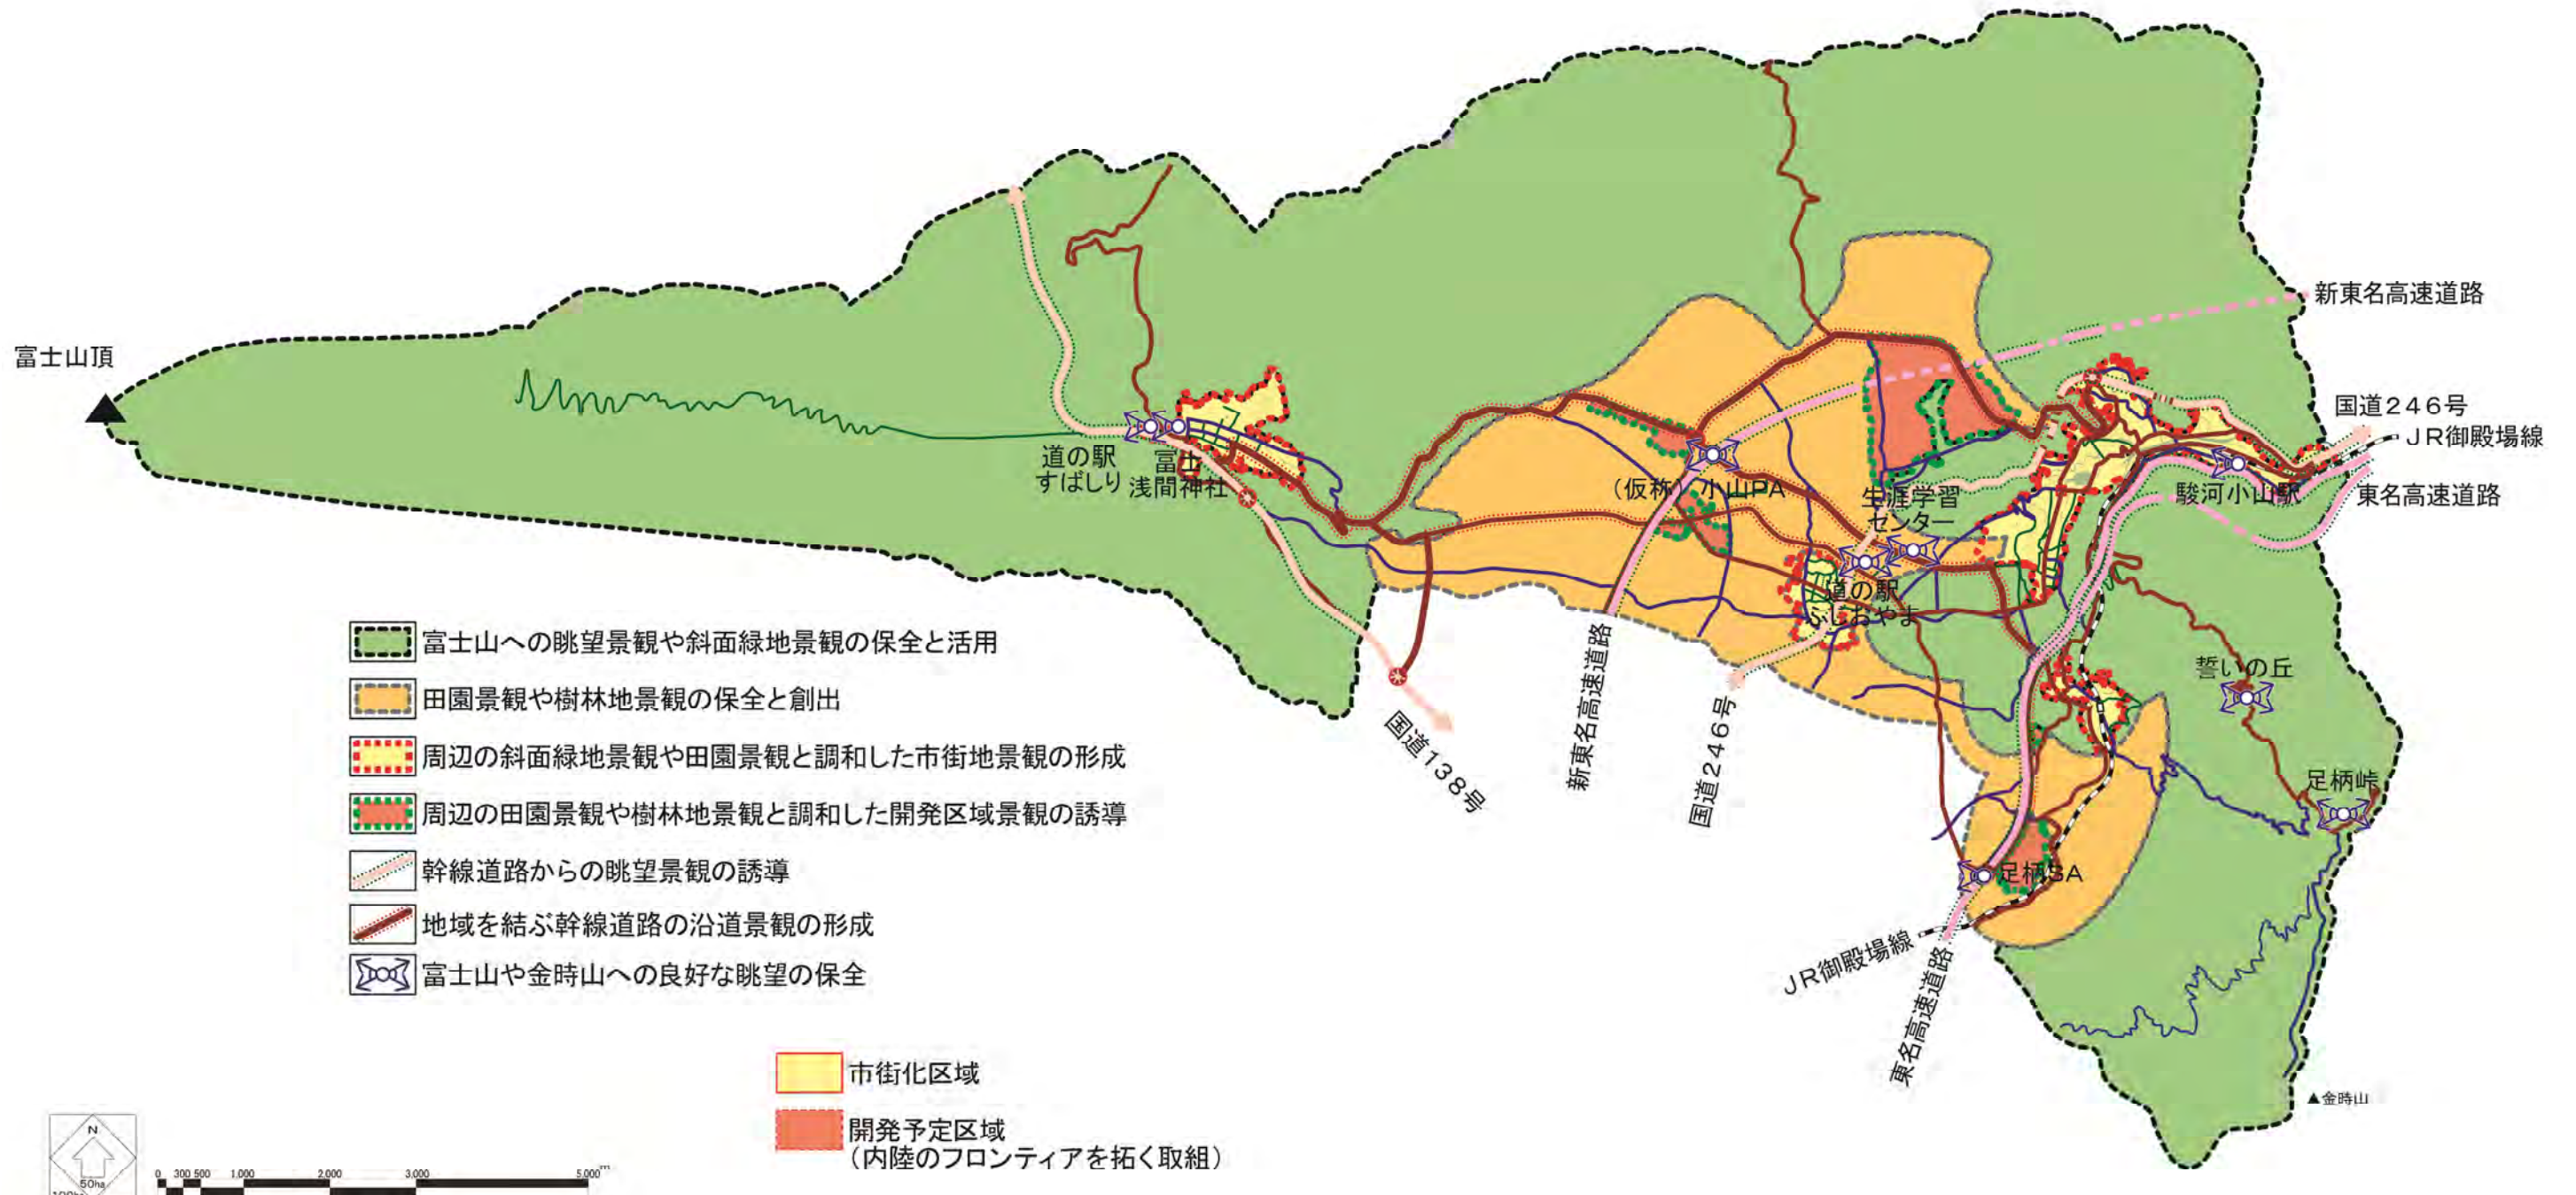 新東名高速道路
富士山頂
国道246号
JR御殿場線
道の駅
すばしり
富士
浅間神社
(仮称)小山PA
生涯学習
センター
駿河小山駅
東名高速道路
道の駅
ふじおやま
誓いの丘
足柄峠
国道138号
新東名高速道路
国道246号
足柄SA
JR御殿場線
東名高速道路
▲金時山
富士山への眺望景観や斜面緑地景観の保全と活用
田園景観や樹林地景観の保全と創出
周辺の斜面緑地景観や田園景観と調和した市街地景観の形成
周辺の田園景観や樹林地景観と調和した開発区域景観の誘導
幹線道路からの眺望景観の誘導
地域を結ぶ幹線道路の沿道景観の形成
富士山や金時山への良好な眺望の保全
市街化区域
開発予定区域
(内陸のフロンティアを拓く取組)
N
50ha
0 300 500 1,000 2,000 3,000 5,000m